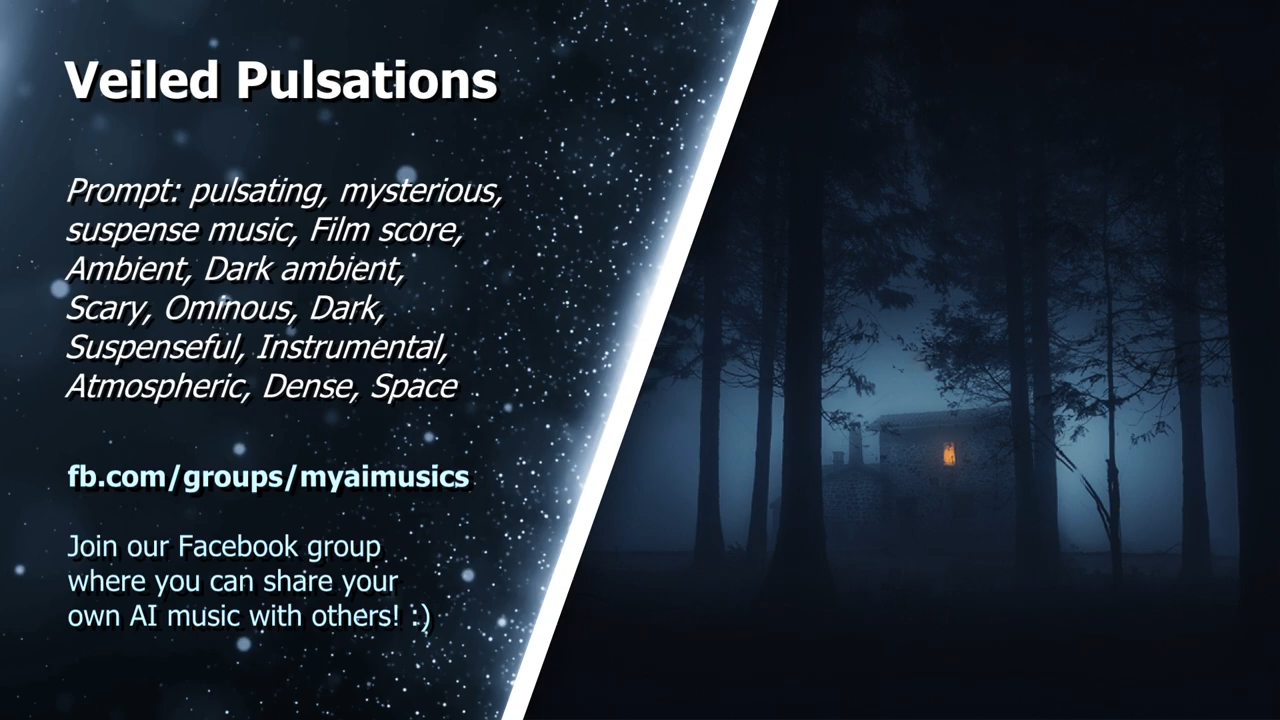 Veiled Pulsations
Prompt: pulsating, mysterious,
suspense music, Film score,
Ambient, Dark ambient,
Scary, Ominous, Dark,
Suspenseful, Instrumental,
Atmospheric, Dense, Space
fb.com/groups/myaimusics
Join our Facebook group
where you can share your
own AI music with others! :)